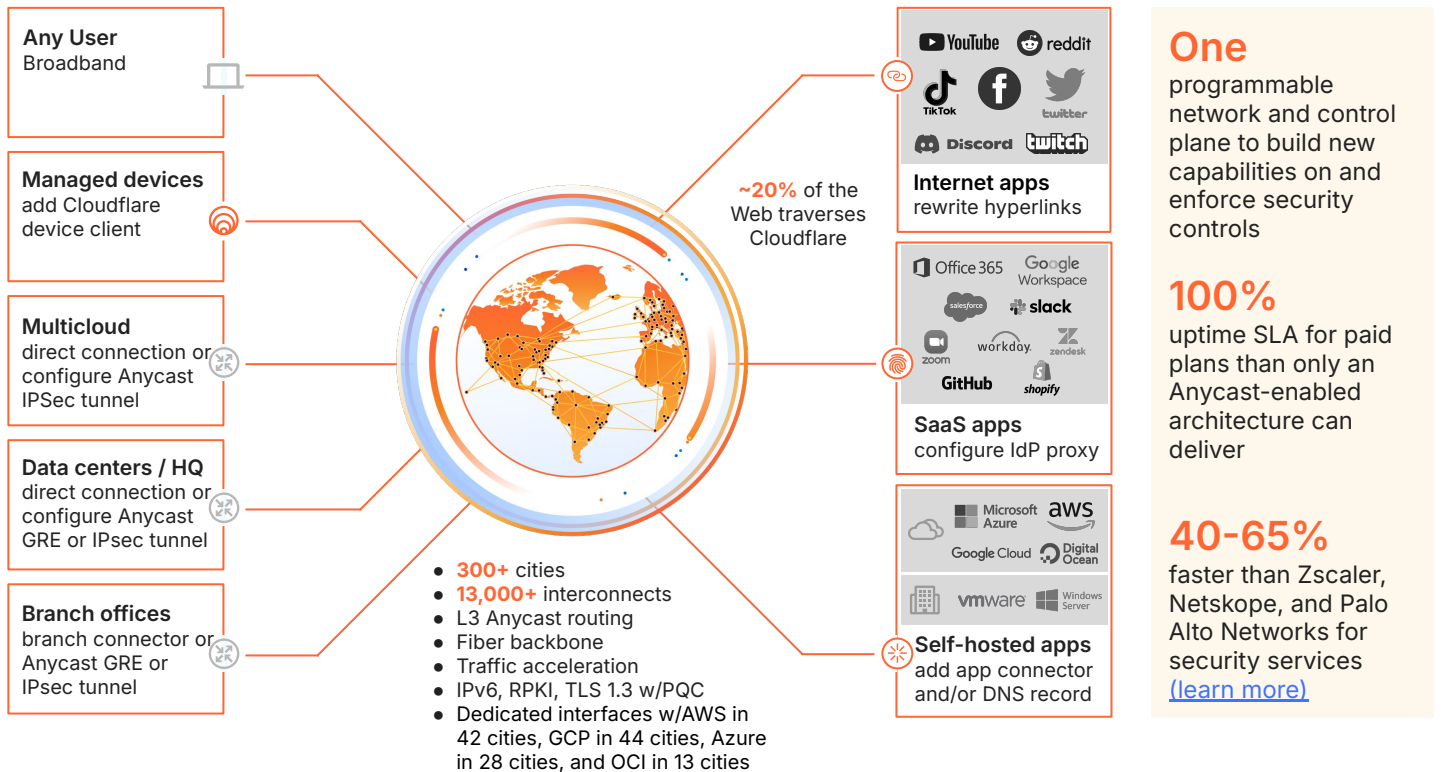 Any User
Broadband
Managed devices
add Cloudflare
device client
Multicloud
direct connection or
configure Anycast
IPSec tunnel
Data centers / HQ
direct connection or
configure Anycast
GRE or IPsec tunnel
Branch offices
branch connector or
Anycast GRE or
IPsec tunnel
~20% of the
Web traverses
Cloudflare
● 300+ cities
● 13,000+ interconnects
● L3 Anycast routing
● Fiber backbone
● Traffic acceleration
● IPv6, RPKI, TLS 1.3 w/PQC
● Dedicated interfaces w/AWS in
42 cities, GCP in 44 cities, Azure
in 28 cities, and OCI in 13 cities
YouTube reddit
TikTok f twitter
Discord twitch
Internet apps
rewrite hyperlinks
Office 365 Google
Workspace
salesforce slack
zoom workday. zendesk
GitHub shopify
SaaS apps
configure IdP proxy
Microsoft
Azure
aws
Google Cloud Digital
Ocean
vmware Windows
Server
Self-hosted apps
add app connector
and/or DNS record
One
programmable
network and control
plane to build new
capabilities on and
enforce security
controls
100%
uptime SLA for paid
plans than only an
Anycast-enabled
architecture can
deliver
40-65%
faster than Zscaler,
Netskope, and Palo
Alto Networks for
security services
(learn more)